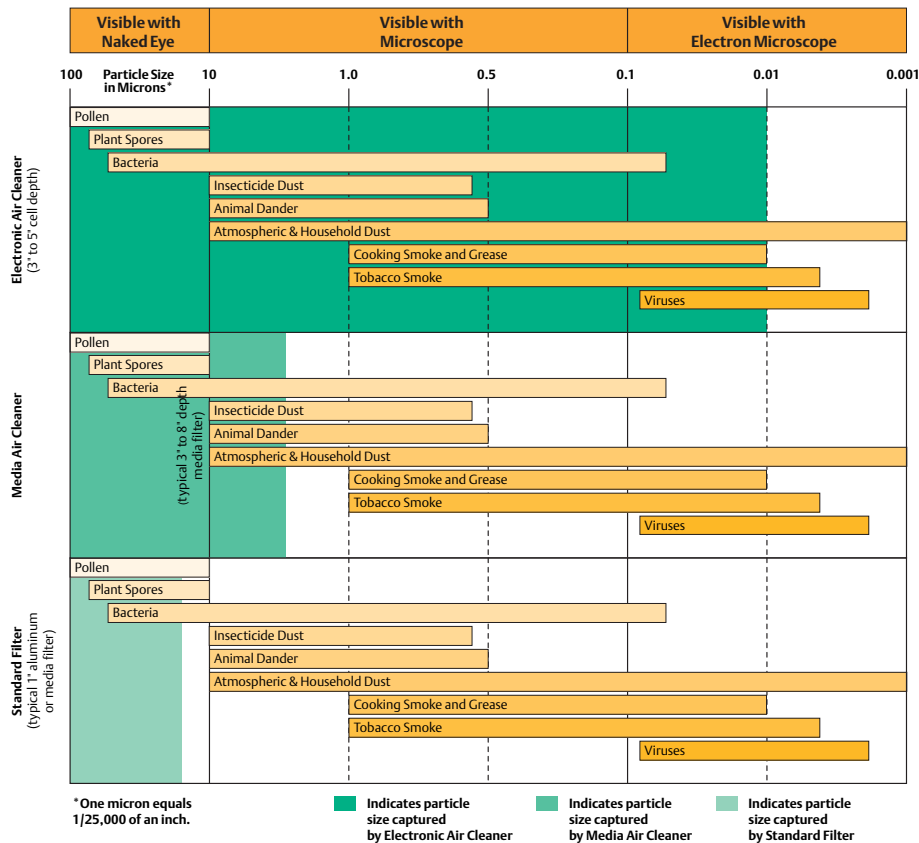 Visible with
Naked Eye
Visible with
Microscope
Visible with
Electron Microscope
100
Particle Size
in Microns*
10
1.0
0.5
0.1
0.01
0.001
Electronic Air Cleaner
(3" to 5" cell depth)
Pollen
Plant Spores
Bacteria
Insecticide Dust
Animal Dander
Atmospheric & Household Dust
Cooking Smoke and Grease
Tobacco Smoke
Viruses
Media Air Cleaner
(typical 3" to 8" depth
media filter)
Pollen
Plant Spores
Bacteria
Insecticide Dust
Animal Dander
Atmospheric & Household Dust
Cooking Smoke and Grease
Tobacco Smoke
Viruses
Standard Filter
(typical 1" aluminum
or media filter)
Pollen
Plant Spores
Bacteria
Insecticide Dust
Animal Dander
Atmospheric & Household Dust
Cooking Smoke and Grease
Tobacco Smoke
Viruses
*One micron equals
1/25,000 of an inch.
Indicates particle
size captured
by Electronic Air Cleaner
Indicates particle
size captured
by Media Air Cleaner
Indicates particle
size captured
by Standard Filter